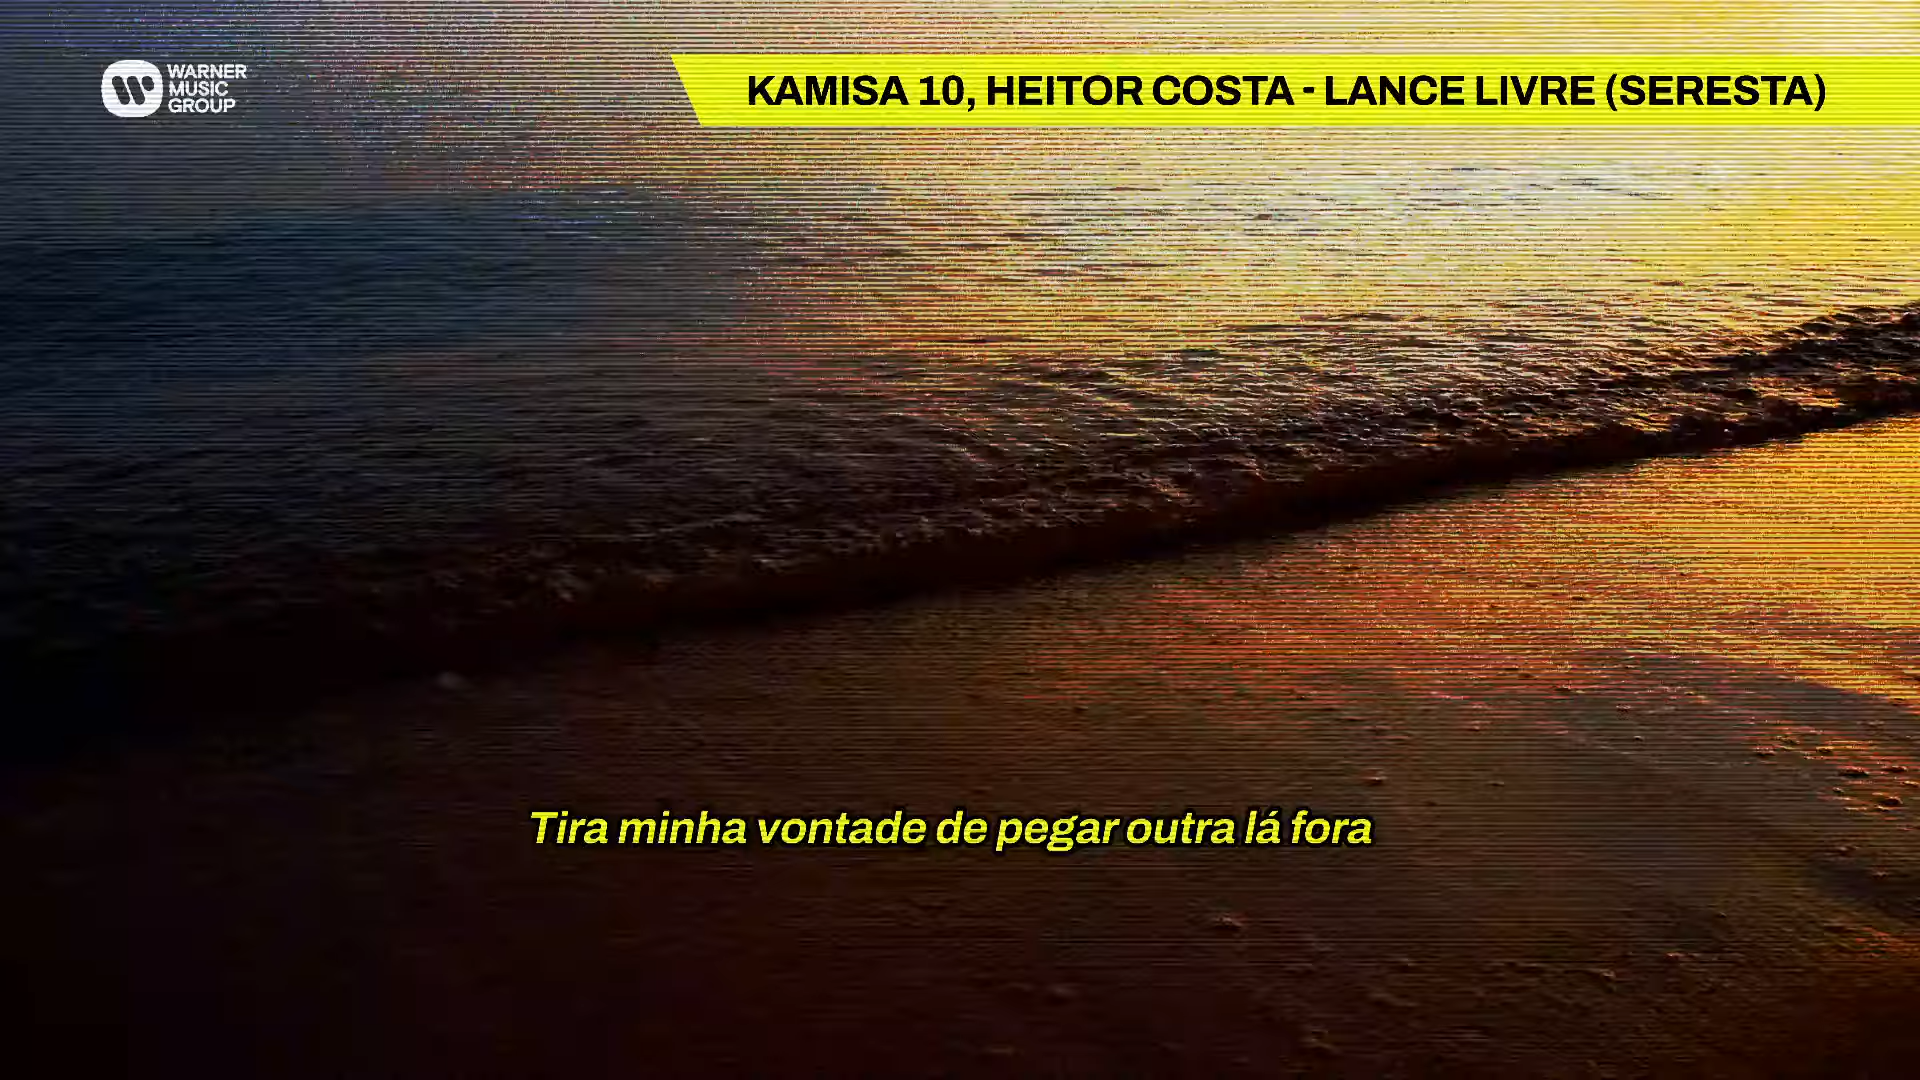 WARNER
MUSIC
GROUP
KAMISA 10, HEITOR COSTA - LANCE LIVRE (SERESTA)
Tira minha vontade de pegar outra lá fora